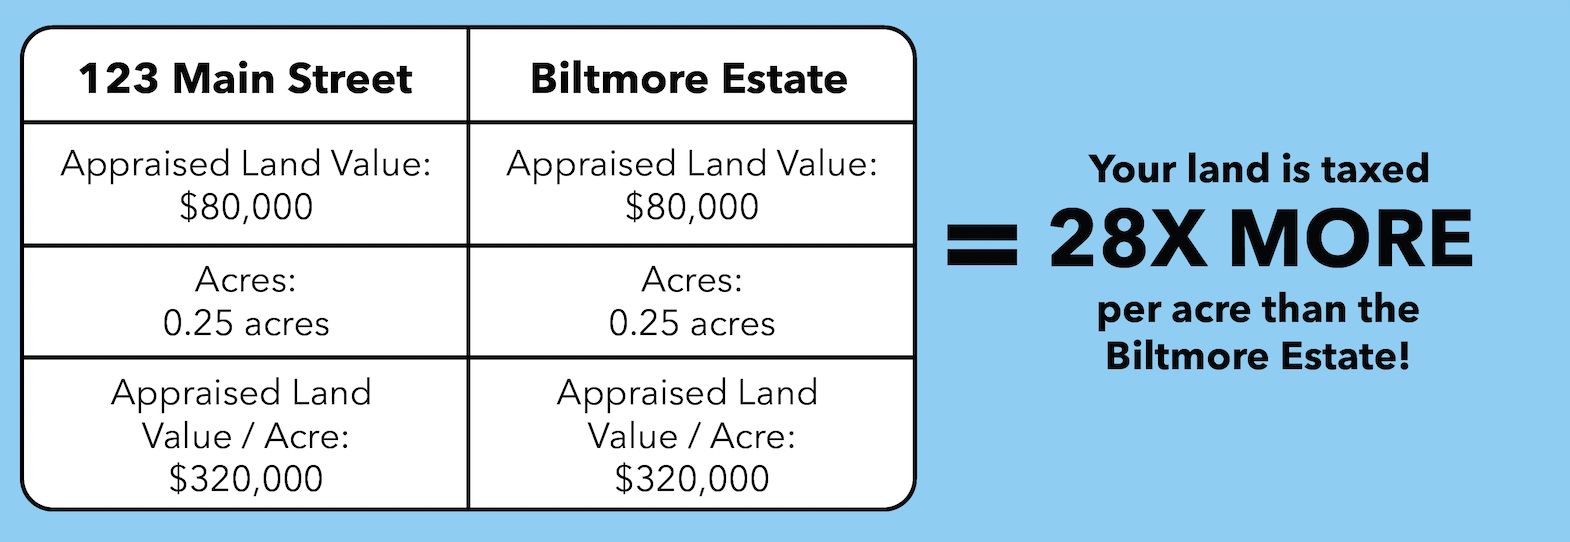 123 Main Street
Biltmore Estate
Appraised Land Value:
$80,000
Appraised Land Value:
$80,000
Acres:
0.25 acres
Acres:
0.25 acres
Appraised Land
Value / Acre:
$320,000
Appraised Land
Value / Acre:
$320,000
=
Your land is taxed
28X MORE
per acre than the
Biltmore Estate!